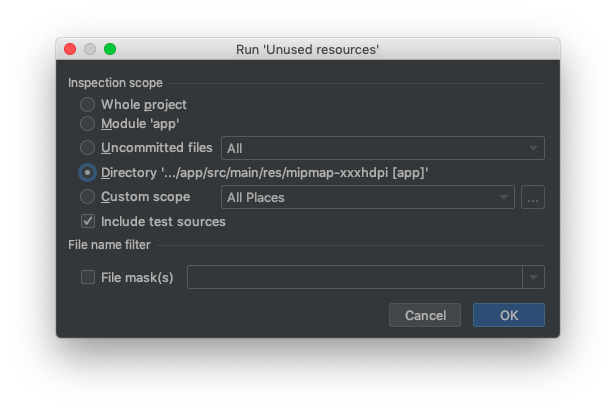 Run 'Unused resources'
Inspection scope
Whole project
Module 'app'
Uncommitted files All
Directory '.../app/src/main/res/mipmap-xxxhdpi [app]'
Custom scope All Places ...
Include test sources
File name filter
File mask(s)
Cancel OK